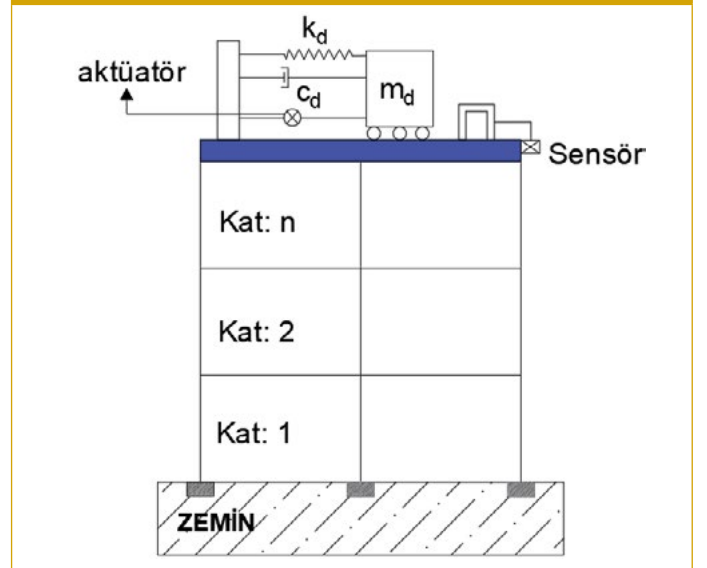 k_d
aktüatör
c_d
m_d
Sensör
Kat: n
Kat: 2
Kat: 1
ZEMİN